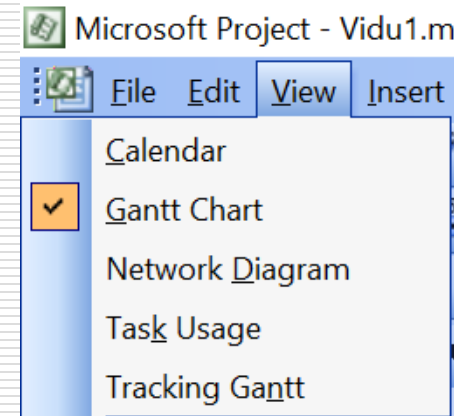 Microsoft Project - Vidu1.m
File Edit View Insert
Calendar
Gantt Chart
Network Diagram
Task Usage
Tracking Gantt